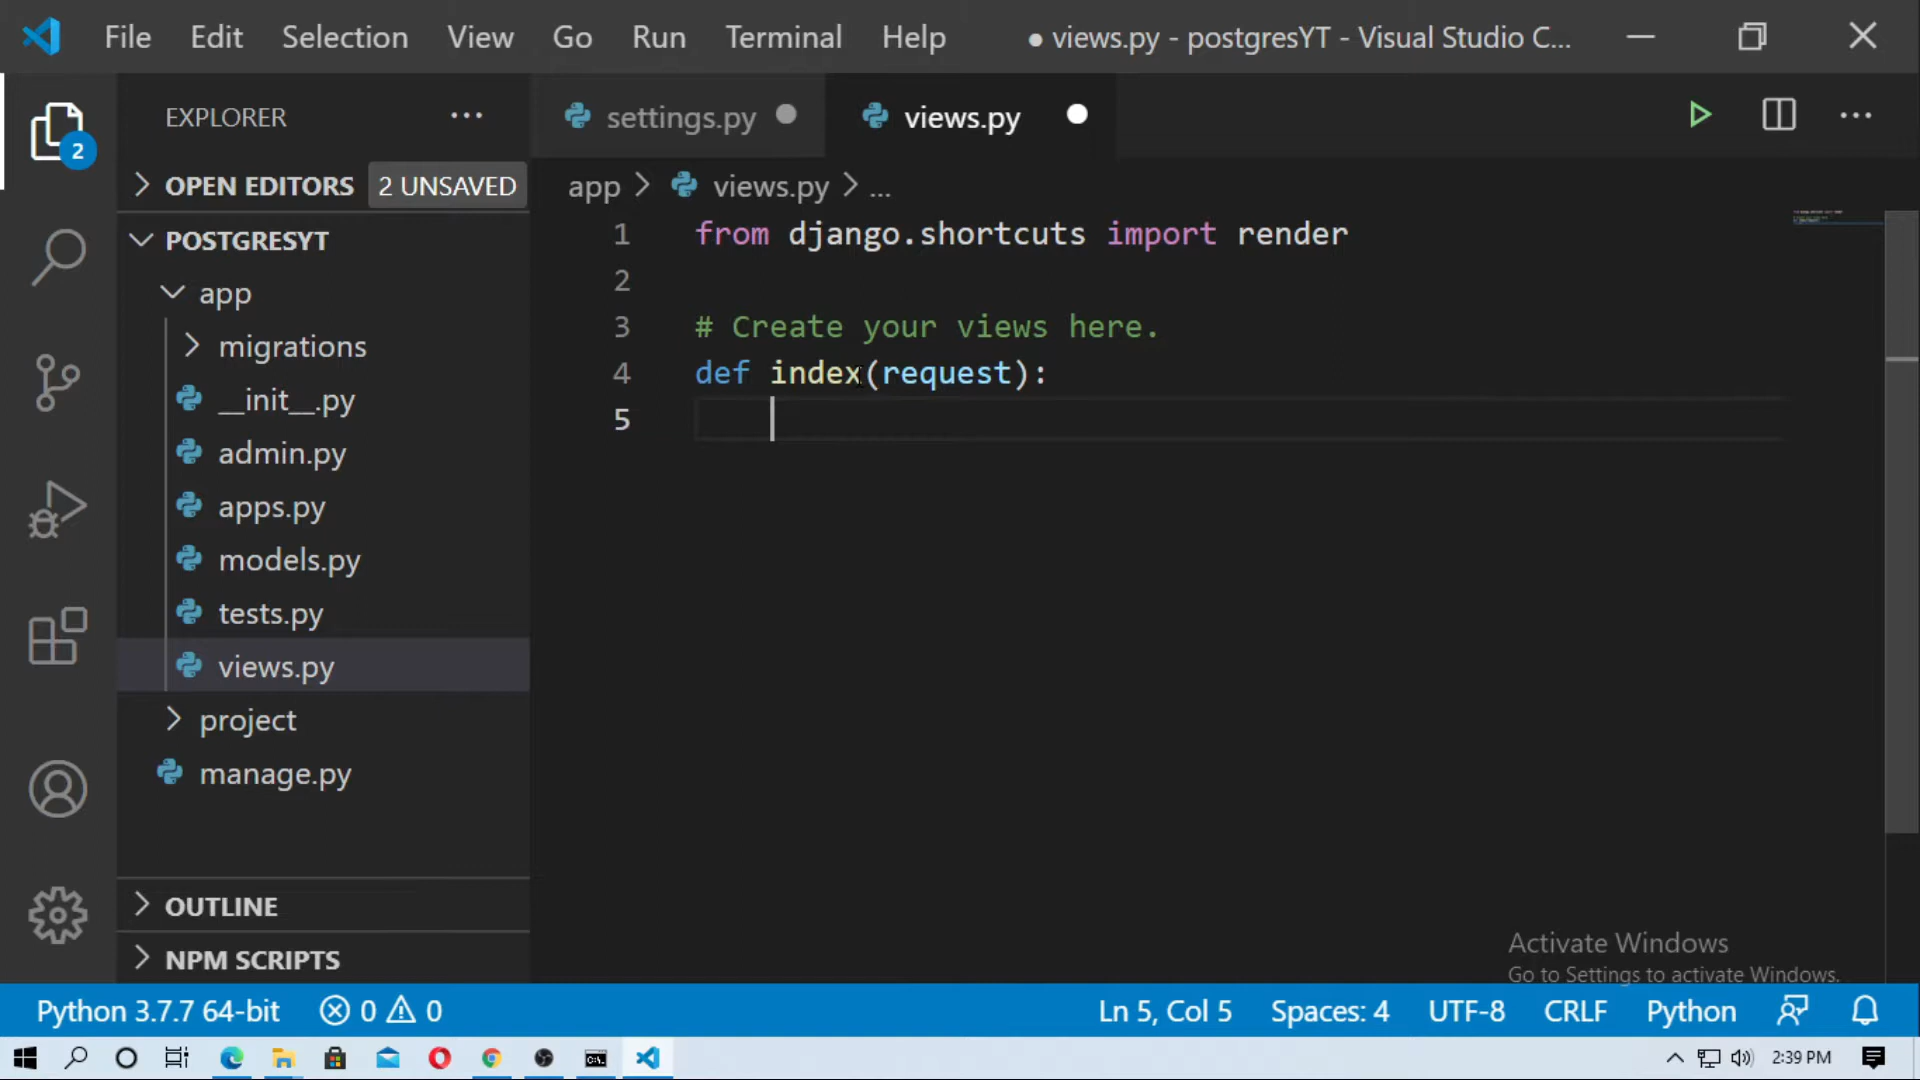 File Edit Selection View Go Run Terminal Help ● views.py - postgresYT - Visual Studio C...
EXPLORER ...
OPEN EDITORS 2 UNSAVED
2
POSTGRESYT
app
migrations
__init__.py
admin.py
apps.py
models.py
tests.py
views.py
project
manage.py
OUTLINE
NPM SCRIPTS
settings.py
views.py
app > views.py > ...
1 from django.shortcuts import render
2
3 # Create your views here.
4 def index(request):
5
Activate Windows
Go to Settings to activate Windows.
Python 3.7.7 64-bit 0 0 Ln 5, Col 5 Spaces: 4 UTF-8 CRLF Python
2:39 PM